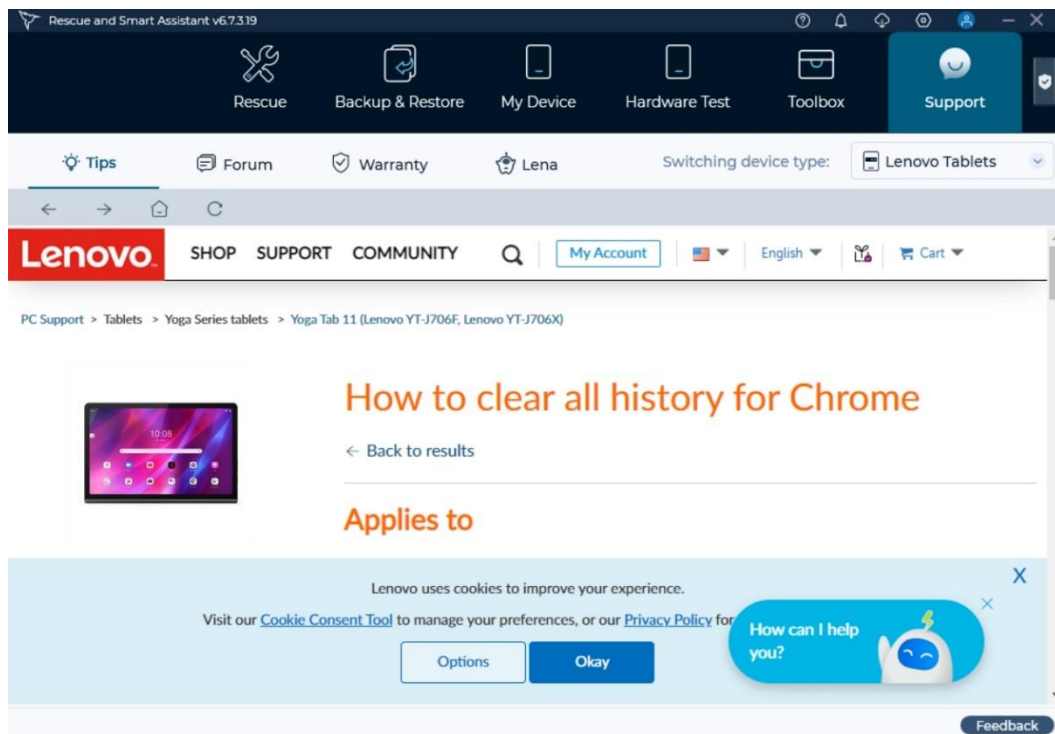 Rescue and Smart Assistant v6.7.3.19
Rescue Backup & Restore My Device Hardware Test Toolbox Support
Tips Forum Warranty Lena Switching device type: Lenovo Tablets
Lenovo. SHOP SUPPORT COMMUNITY My Account English Cart
PC Support > Tablets > Yoga Series tablets > Yoga Tab 11 (Lenovo YT-J706F, Lenovo YT-J706X)
How to clear all history for Chrome
10:08
← Back to results
Applies to
X
Lenovo uses cookies to improve your experience.
Visit our Cookie Consent Tool to manage your preferences, or our Privacy Policy for
How can I help
you?
Options Okay
Feedback